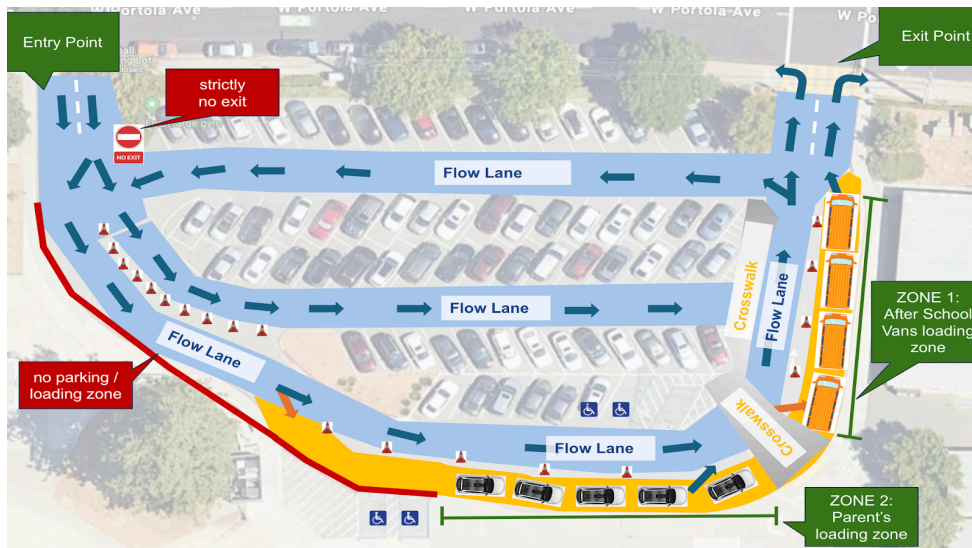 W Portola Ave
W Portola Ave
W Portola Ave
W Po
Entry Point
Exit Point
strictly
no exit
NO EXIT
Flow Lane
Crosswalk
Flow Lane
Flow Lane
ZONE 1:
After School
Vans loading
zone
Flow Lane
no parking /
loading zone
Crosswalk
Flow Lane
ZONE 2:
Parent's
loading zone